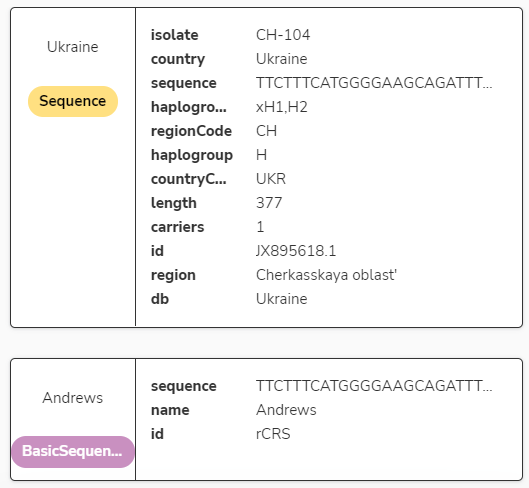 Ukraine
Sequence
isolate CH-104
country Ukraine
sequence TTCTTTCATGGGGAAGCAGATTT...
haplogro... xH1,H2
regionCode CH
haplogroup H
countryC... UKR
length 377
carriers 1
id JX895618.1
region Cherkasskaya oblast'
db Ukraine
Andrews
BasicSequen...
sequence TTCTTTCATGGGGAAGCAGATTT...
name Andrews
id rCRS